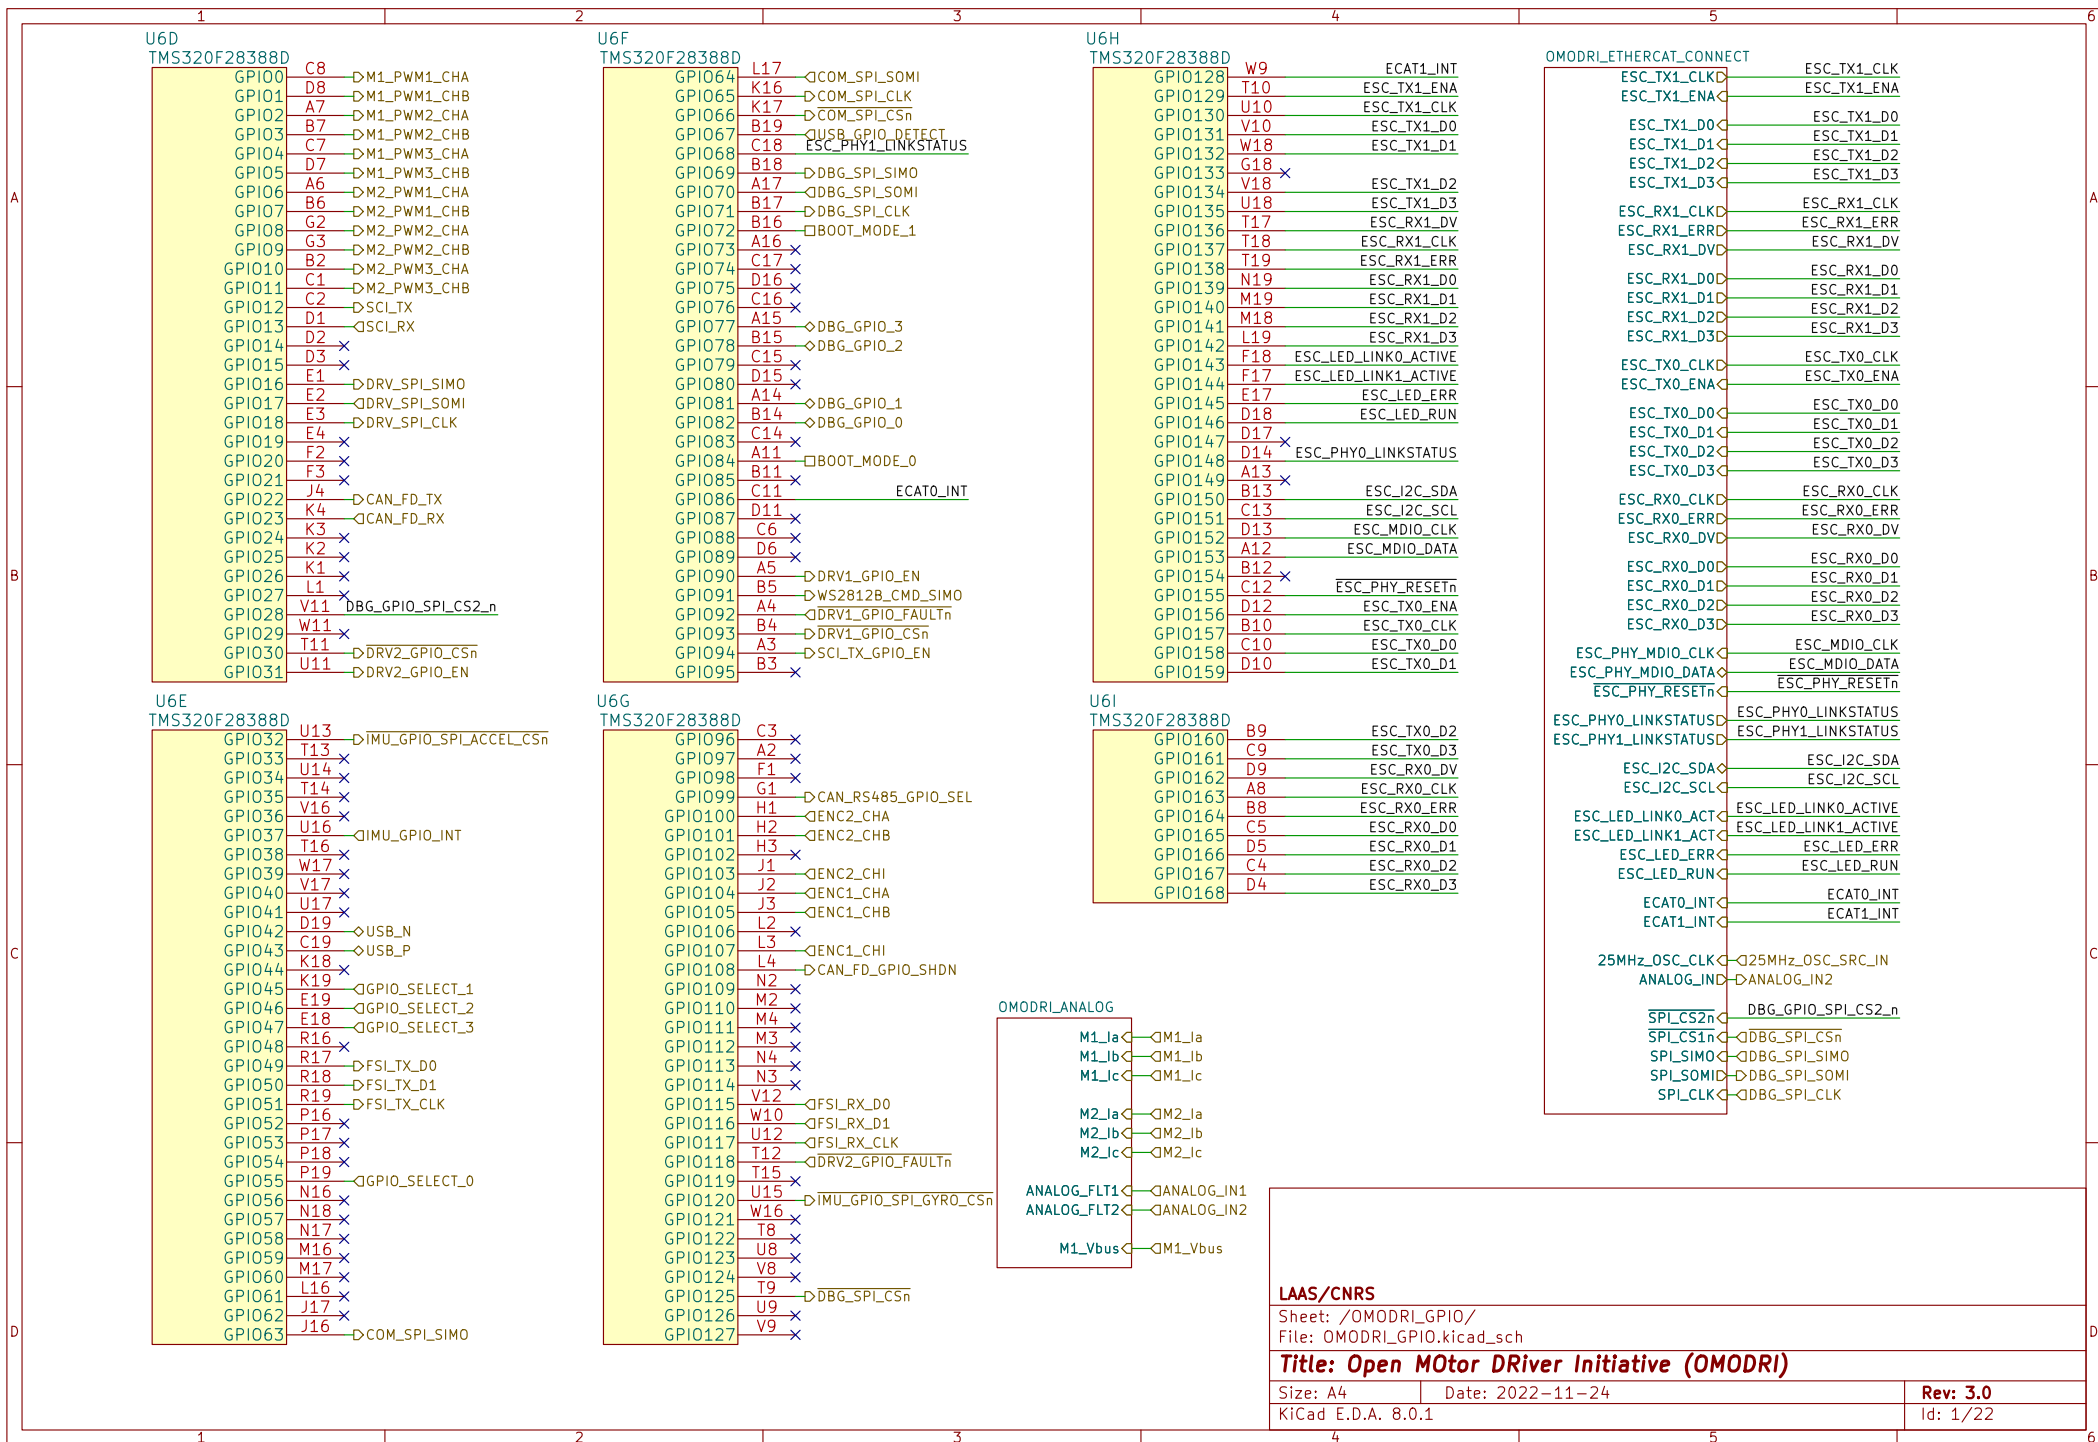 1 2 3 4 5 6
U6D
TMS320F28388D
GPIO0 C8 M1_PWM1_CHA
GPIO1 D8 M1_PWM1_CHB
GPIO2 A7 M1_PWM2_CHA
GPIO3 B7 M1_PWM2_CHB
GPIO4 C7 M1_PWM3_CHA
GPIO5 D7 M1_PWM3_CHB
GPIO6 A6 M2_PWM1_CHA
GPIO7 B6 M2_PWM1_CHB
GPIO8 G2 M2_PWM2_CHA
GPIO9 G3 M2_PWM2_CHB
GPIO10 B2 M2_PWM3_CHA
GPIO11 C1 M2_PWM3_CHB
GPIO12 C2 SCI_TX
GPIO13 D1 SCI_RX
GPIO14 D2
GPIO15 D3
GPIO16 E1 DRV_SPI_SIMO
GPIO17 E2 DRV_SPI_SOMI
GPIO18 E3 DRV_SPI_CLK
GPIO19 E4
GPIO20 F2
GPIO21 F3
GPIO22 J4 CAN_FD_TX
GPIO23 K4 CAN_FD_RX
GPIO24 K3
GPIO25 K2
GPIO26 K1
GPIO27 L1
GPIO28 V11 DBG_GPIO_SPI_CS2_n
GPIO29 W11
GPIO30 T11 DRV2_GPIO_CSn
GPIO31 U11 DRV2_GPIO_EN
U6E
TMS320F28388D
GPIO32 U13 IMU_GPIO_SPI_ACCEL_CSn
GPIO33 T13
GPIO34 U14
GPIO35 T14
GPIO36 V16
GPIO37 U16 IMU_GPIO_INT
GPIO38 T16
GPIO39 W17
GPIO40 V17
GPIO41 U17
GPIO42 D19 USB_N
GPIO43 C19 USB_P
GPIO44 K18
GPIO45 K19 GPIO_SELECT_1
GPIO46 E19 GPIO_SELECT_2
GPIO47 E18 GPIO_SELECT_3
GPIO48 R16
GPIO49 R17 FSI_TX_D0
GPIO50 R18 FSI_TX_D1
GPIO51 R19 FSI_TX_CLK
GPIO52 P16
GPIO53 P17
GPIO54 P18
GPIO55 P19 GPIO_SELECT_0
GPIO56 N16
GPIO57 N18
GPIO58 N17
GPIO59 M16
GPIO60 M17
GPIO61 L16
GPIO62 J17
GPIO63 J16 COM_SPI_SIMO
U6F
TMS320F28388D
GPIO64 L17 COM_SPI_SOMI
GPIO65 K16 COM_SPI_CLK
GPIO66 K17 COM_SPI_CSn
GPIO67 B19 USB_GPIO_DETECT
GPIO68 C18 ESC_PHY1_LINKSTATUS
GPIO69 B18 DBG_SPI_SIMO
GPIO70 A17 DBG_SPI_SOMI
GPIO71 B17 DBG_SPI_CLK
GPIO72 B16 BOOT_MODE_1
GPIO73 A16
GPIO74 C17
GPIO75 D16
GPIO76 C16
GPIO77 A15 DBG_GPIO_3
GPIO78 B15 DBG_GPIO_2
GPIO79 C15
GPIO80 D15
GPIO81 A14 DBG_GPIO_1
GPIO82 B14 DBG_GPIO_0
GPIO83 C14
GPIO84 A11 BOOT_MODE_0
GPIO85 B11
GPIO86 C11 ECAT0_INT
GPIO87 D11
GPIO88 C6
GPIO89 D6
GPIO90 A5 DRV1_GPIO_EN
GPIO91 B5 WS2812B_CMD_SIMO
GPIO92 A4 DRV1_GPIO_FAULTn
GPIO93 B4 DRV1_GPIO_CSn
GPIO94 A3 SCI_TX_GPIO_EN
GPIO95 B3
U6G
TMS320F28388D
GPIO96 C3
GPIO97 A2
GPIO98 F1
GPIO99 G1 CAN_RS485_GPIO_SEL
GPIO100 H1 ENC2_CHA
GPIO101 H2 ENC2_CHB
GPIO102 H3
GPIO103 J1 ENC2_CHI
GPIO104 J2 ENC1_CHA
GPIO105 J3 ENC1_CHB
GPIO106 L2
GPIO107 L3 ENC1_CHI
GPIO108 L4 CAN_FD_GPIO_SHDN
GPIO109 N2
GPIO110 M2
GPIO111 M4
GPIO112 M3
GPIO113 N4
GPIO114 N3
GPIO115 V12 FSI_RX_D0
GPIO116 W10 FSI_RX_D1
GPIO117 U12 FSI_RX_CLK
GPIO118 T12 DRV2_GPIO_FAULTn
GPIO119 T15
GPIO120 U15 IMU_GPIO_SPI_GYRO_CSn
GPIO121 W16
GPIO122 T8
GPIO123 U8
GPIO124 V8
GPIO125 T9 DBG_SPI_CSn
GPIO126 U9
GPIO127 V9
U6H
TMS320F28388D
GPIO128 W9 ECAT1_INT
GPIO129 T10 ESC_TX1_ENA
GPIO130 U10 ESC_TX1_CLK
GPIO131 V10 ESC_TX1_D0
GPIO132 W18 ESC_TX1_D1
GPIO133 G18
GPIO134 V18 ESC_TX1_D2
GPIO135 U18 ESC_TX1_D3
GPIO136 T17 ESC_RX1_DV
GPIO137 T18 ESC_RX1_CLK
GPIO138 T19 ESC_RX1_ERR
GPIO139 N19 ESC_RX1_D0
GPIO140 M19 ESC_RX1_D1
GPIO141 M18 ESC_RX1_D2
GPIO142 L19 ESC_RX1_D3
GPIO143 F18 ESC_LED_LINK0_ACTIVE
GPIO144 F17 ESC_LED_LINK1_ACTIVE
GPIO145 E17 ESC_LED_ERR
GPIO146 D18 ESC_LED_RUN
GPIO147 D17
GPIO148 D14 ESC_PHY0_LINKSTATUS
GPIO149 A13
GPIO150 B13 ESC_I2C_SDA
GPIO151 C13 ESC_I2C_SCL
GPIO152 D13 ESC_MDIO_CLK
GPIO153 A12 ESC_MDIO_DATA
GPIO154 B12
GPIO155 C12 ESC_PHY_RESETn
GPIO156 D12 ESC_TX0_ENA
GPIO157 B10 ESC_TX0_CLK
GPIO158 C10 ESC_TX0_D0
GPIO159 D10 ESC_TX0_D1
U6I
TMS320F28388D
GPIO160 B9 ESC_TX0_D2
GPIO161 C9 ESC_TX0_D3
GPIO162 D9 ESC_RX0_DV
GPIO163 A8 ESC_RX0_CLK
GPIO164 B8 ESC_RX0_ERR
GPIO165 C5 ESC_RX0_D0
GPIO166 D5 ESC_RX0_D1
GPIO167 C4 ESC_RX0_D2
GPIO168 D4 ESC_RX0_D3
OMODRI_ANALOG
M1_Ia M1_Ia
M1_Ib M1_Ib
M1_Ic M1_Ic
M2_Ia M2_Ia
M2_Ib M2_Ib
M2_Ic M2_Ic
ANALOG_FLT1 ANALOG_IN1
ANALOG_FLT2 ANALOG_IN2
M1_Vbus M1_Vbus
OMODRI_ETHERCAT_CONNECT
ESC_TX1_CLK ESC_TX1_CLK
ESC_TX1_ENA ESC_TX1_ENA
ESC_TX1_D0 ESC_TX1_D0
ESC_TX1_D1 ESC_TX1_D1
ESC_TX1_D2 ESC_TX1_D2
ESC_TX1_D3 ESC_TX1_D3
ESC_RX1_CLK ESC_RX1_CLK
ESC_RX1_ERR ESC_RX1_ERR
ESC_RX1_DV ESC_RX1_DV
ESC_RX1_D0 ESC_RX1_D0
ESC_RX1_D1 ESC_RX1_D1
ESC_RX1_D2 ESC_RX1_D2
ESC_RX1_D3 ESC_RX1_D3
ESC_TX0_CLK ESC_TX0_CLK
ESC_TX0_ENA ESC_TX0_ENA
ESC_TX0_D0 ESC_TX0_D0
ESC_TX0_D1 ESC_TX0_D1
ESC_TX0_D2 ESC_TX0_D2
ESC_TX0_D3 ESC_TX0_D3
ESC_RX0_CLK ESC_RX0_CLK
ESC_RX0_ERR ESC_RX0_ERR
ESC_RX0_DV ESC_RX0_DV
ESC_RX0_D0 ESC_RX0_D0
ESC_RX0_D1 ESC_RX0_D1
ESC_RX0_D2 ESC_RX0_D2
ESC_RX0_D3 ESC_RX0_D3
ESC_PHY_MDIO_CLK ESC_MDIO_CLK
ESC_PHY_MDIO_DATA ESC_MDIO_DATA
ESC_PHY_RESETn ESC_PHY_RESETn
ESC_PHY0_LINKSTATUS ESC_PHY0_LINKSTATUS
ESC_PHY1_LINKSTATUS ESC_PHY1_LINKSTATUS
ESC_I2C_SDA ESC_I2C_SDA
ESC_I2C_SCL ESC_I2C_SCL
ESC_LED_LINK0_ACT ESC_LED_LINK0_ACTIVE
ESC_LED_LINK1_ACT ESC_LED_LINK1_ACTIVE
ESC_LED_ERR ESC_LED_ERR
ESC_LED_RUN ESC_LED_RUN
ECAT0_INT ECAT0_INT
ECAT1_INT ECAT1_INT
25MHz_OSC_CLK 25MHz_OSC_SRC_IN
ANALOG_IN ANALOG_IN2
SPI_CS2n DBG_GPIO_SPI_CS2_n
SPI_CS1n DBG_SPI_CSn
SPI_SIMO DBG_SPI_SIMO
SPI_SOMI DBG_SPI_SOMI
SPI_CLK DBG_SPI_CLK
A A
B B
C C
D D
LAAS/CNRS
Sheet: /OMODRI_GPIO/
File: OMODRI_GPIO.kicad_sch
Title: Open MOtor DRiver Initiative (OMODRI)
Size: A4 Date: 2022-11-24 Rev: 3.0
KiCad E.D.A. 8.0.1 Id: 1/22
1 2 3 4 5 6